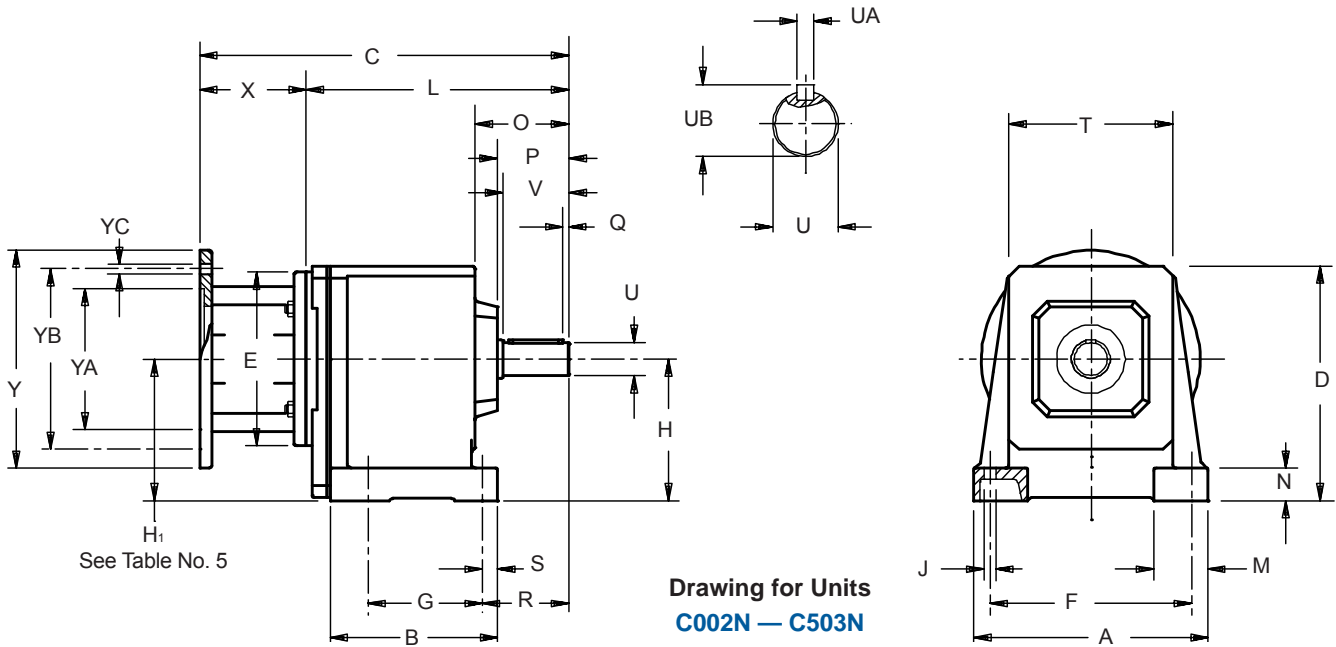 C
X
L
O
P
V
Q
YC
U
YB
YA
E
Y
H
H₁
See Table No. 5
S
G
R
B
UA
UB
U
T
D
N
J
M
F
A
Drawing for Units
C002N — C503N